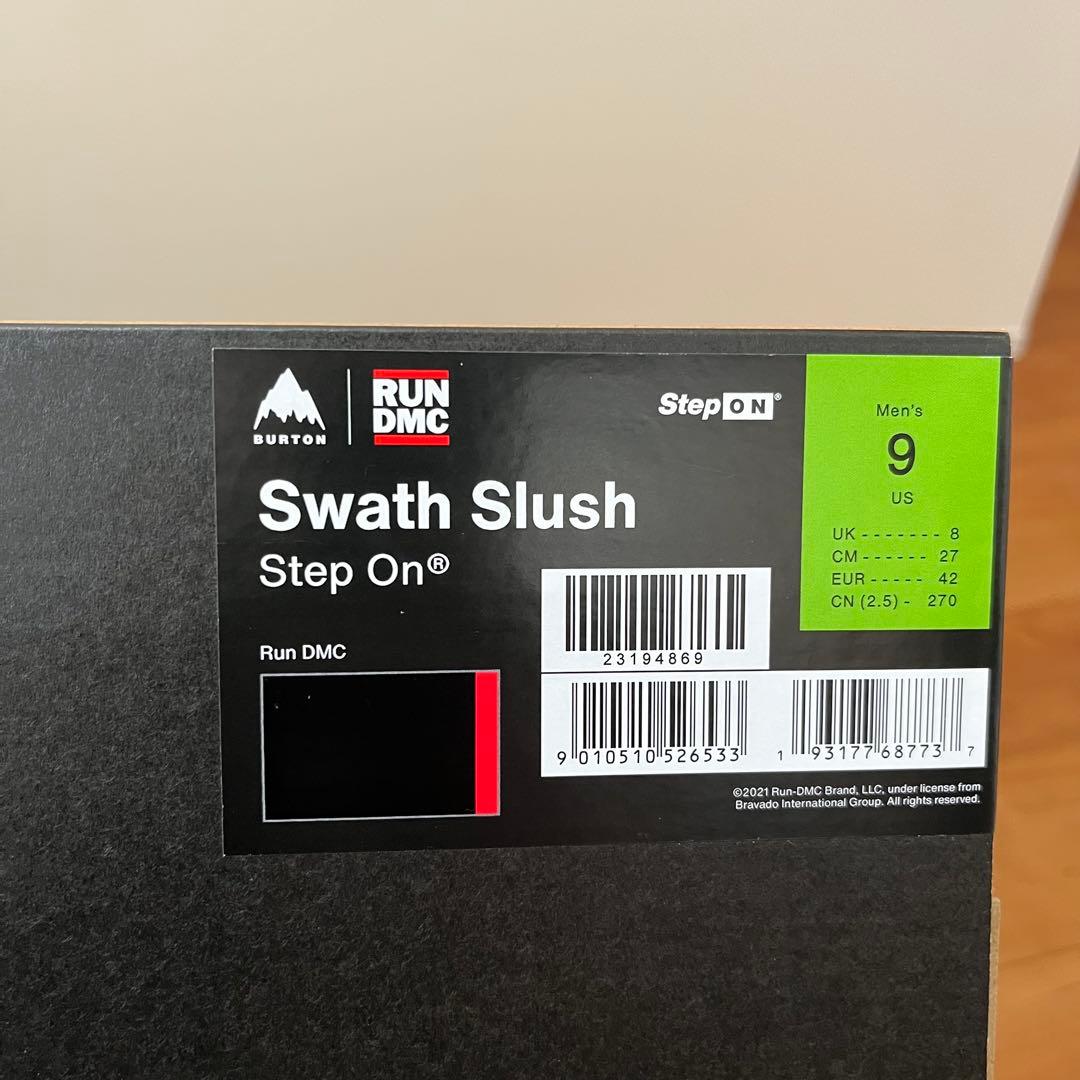 BURTON
RUN
DMC
StepON®
Swath Slush
Step On®
Run DMC
Men's
9
US
UK - - - - - - - 8
CM - - - - - - 27
EUR - - - - - 42
CN (2.5) - 270
23194869
9 010510 526533
1 93177 68773 7
©2021 Run-DMC Brand, LLC, under license from
Bravado International Group. All rights reserved.